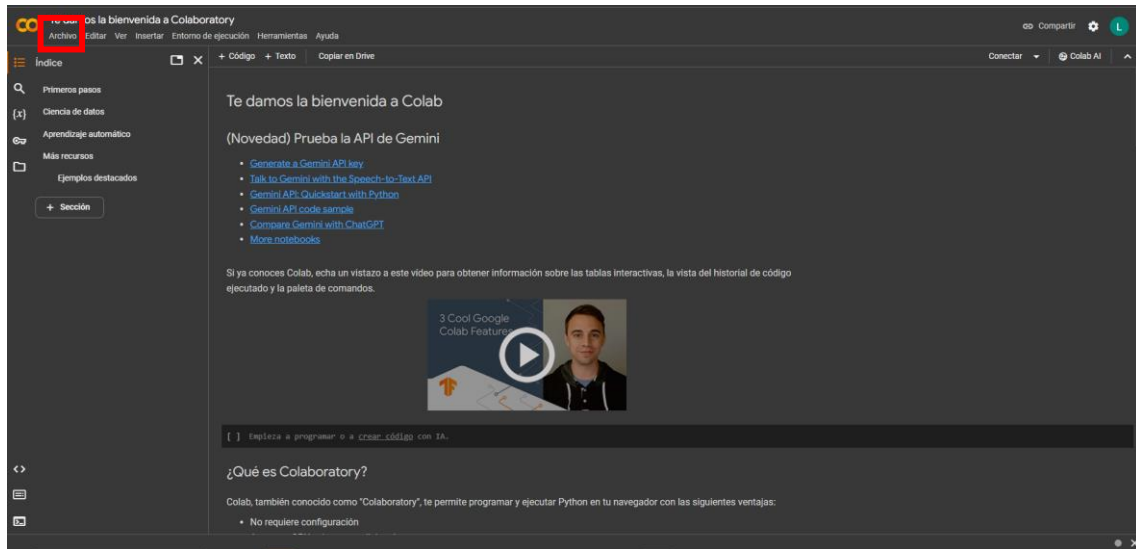 Te damos la bienvenida a Colaboratory
Archivo Editar Ver Insertar Entorno de ejecución Herramientas Ayuda
Compartir
L
Índice
+ Código + Texto Copiar en Drive
Conectar
Colab AI
Primeros pasos
{x} Ciencia de datos
Aprendizaje automático
Más recursos
Ejemplos destacados
+ Sección
Te damos la bienvenida a Colab
(Novedad) Prueba la API de Gemini
• Generate a Gemini API key
• Talk to Gemini with the Speech-to-Text API
• Gemini API: Quickstart with Python
• Gemini API code sample
• Compare Gemini with ChatGPT
• More notebooks
Si ya conoces Colab, echa un vistazo a este vídeo para obtener información sobre las tablas interactivas, la vista del historial de código
ejecutado y la paleta de comandos.
3 Cool Google
Colab Features
[ ] Empieza a programar o a crear código con IA.
¿Qué es Colaboratory?
Colab, también conocido como "Colaboratory", te permite programar y ejecutar Python en tu navegador con las siguientes ventajas:
• No requiere configuración